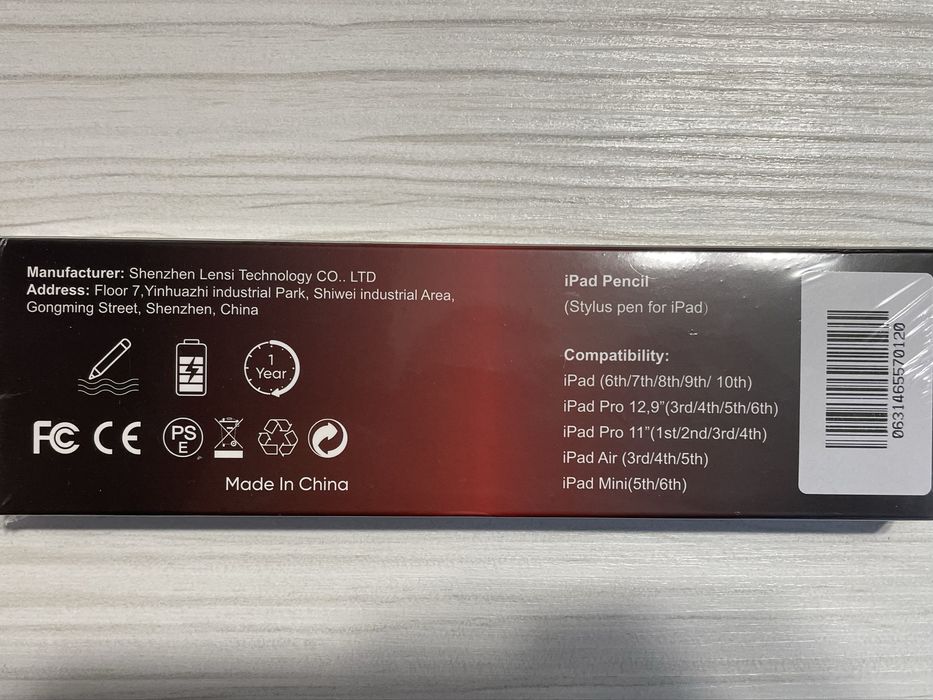 Manufacturer: Shenzhen Lensi Technology CO.. LTD
Address: Floor 7,Yinhuazhi industrial Park, Shiwei industrial Area,
Gongming Street, Shenzhen, China
1
Year
FC CE PS
E
Made In China
iPad Pencil
(Stylus pen for iPad)
Compatibility:
iPad (6th/7th/8th/9th/ 10th)
iPad Pro 12,9”(3rd/4th/5th/6th)
iPad Pro 11”(1st/2nd/3rd/4th)
iPad Air (3rd/4th/5th)
iPad Mini(5th/6th)
0631465570120